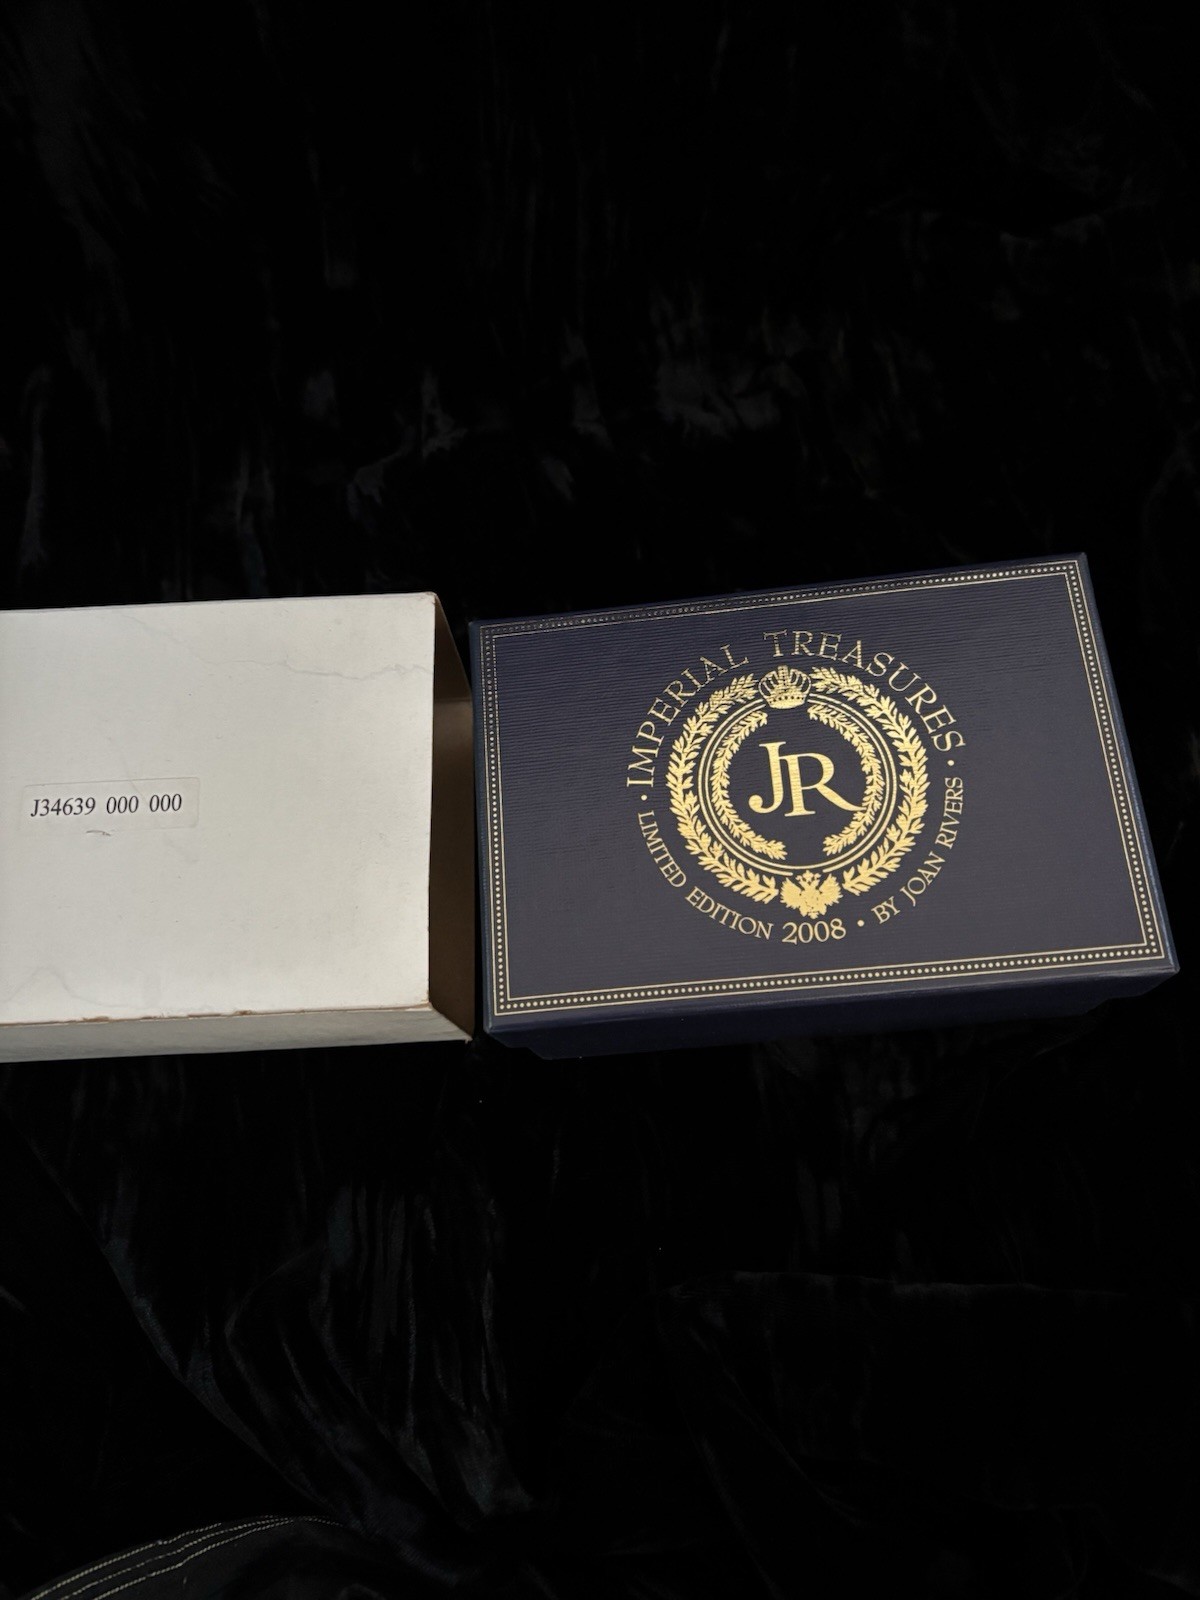 J34639 000 000
IMPERIAL TREASURES
JR
· LIMITED EDITION 2008 · BY JOAN RIVERS ·